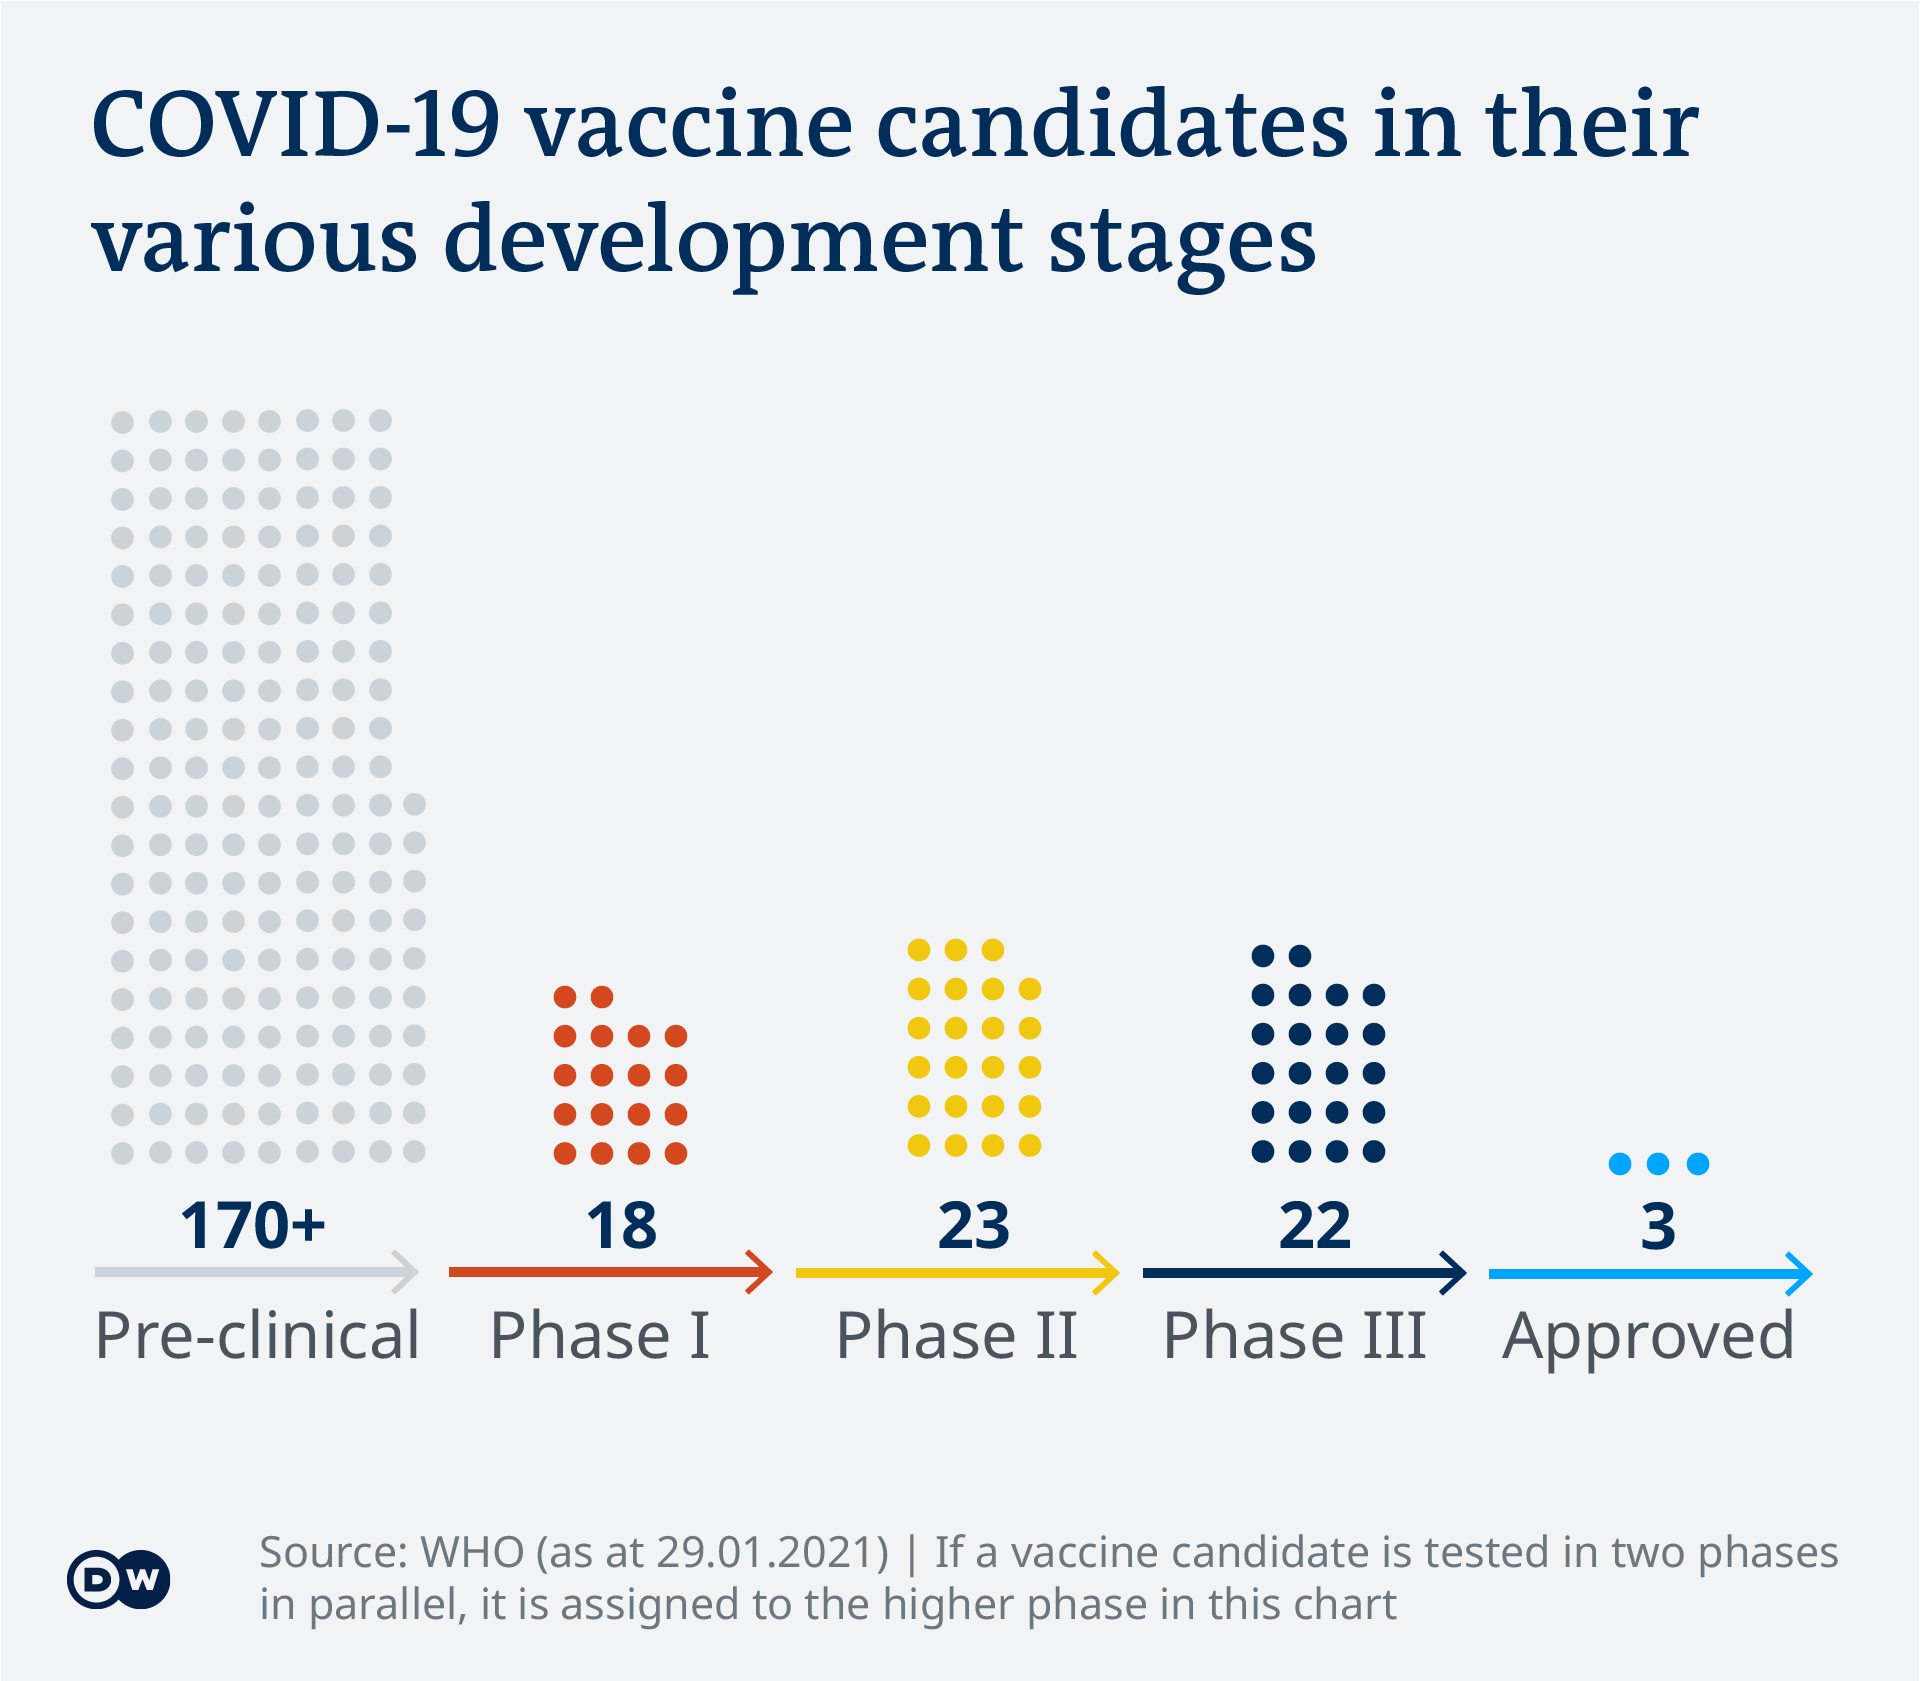 COVID-19 vaccine candidates in their
various development stages
170+
18
23
22
3
Pre-clinical
Phase I
Phase II
Phase III
Approved
DW
Source: WHO (as at 29.01.2021) | If a vaccine candidate is tested in two phases
in parallel, it is assigned to the higher phase in this chart